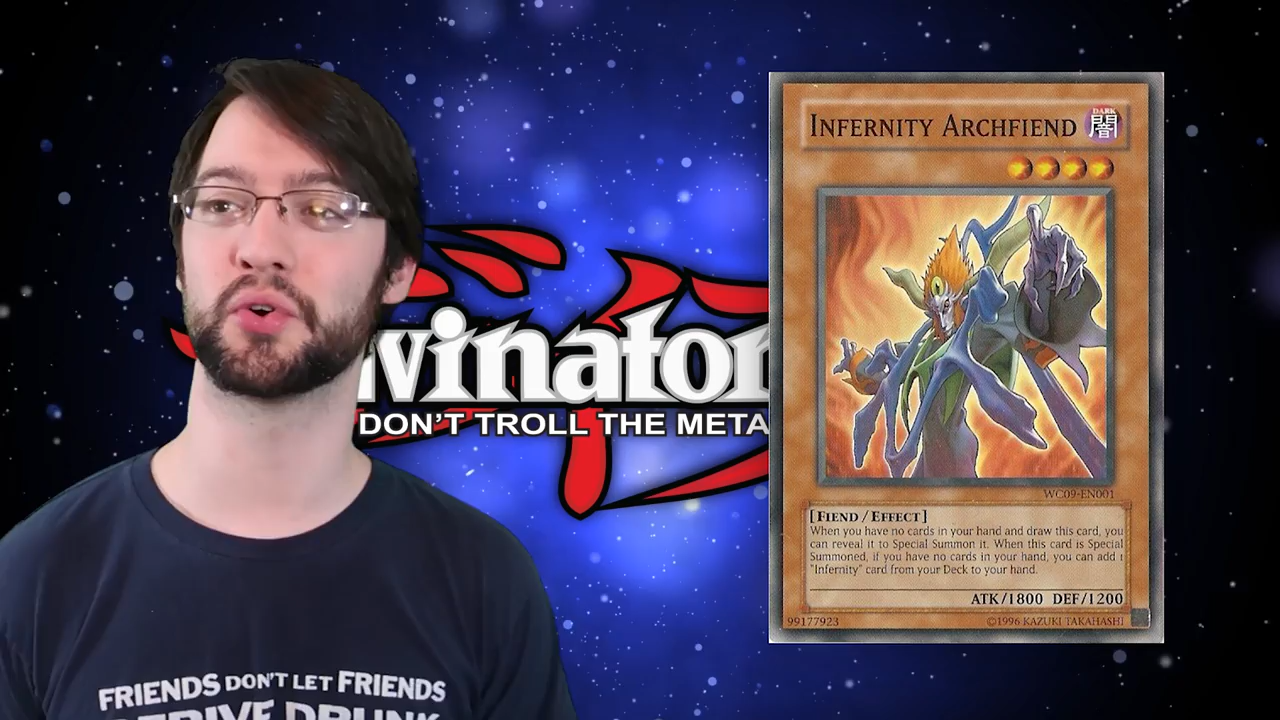 vinator
DON'T TROLL THE META
FRIENDS DON'T LET FRIENDS
DERIVE DRUNK
INFERNITY ARCHFIEND
DARK
闇
WC09-EN001
[FIEND / EFFECT]
When you have no cards in your hand and draw this card, you
can reveal it to Special Summon it. When this card is Special
Summoned, if you have no cards in your hand, you can add 1
"Infernity" card from your Deck to your hand.
ATK/1800 DEF/1200
99177923
©1996 KAZUKI TAKAHASHI